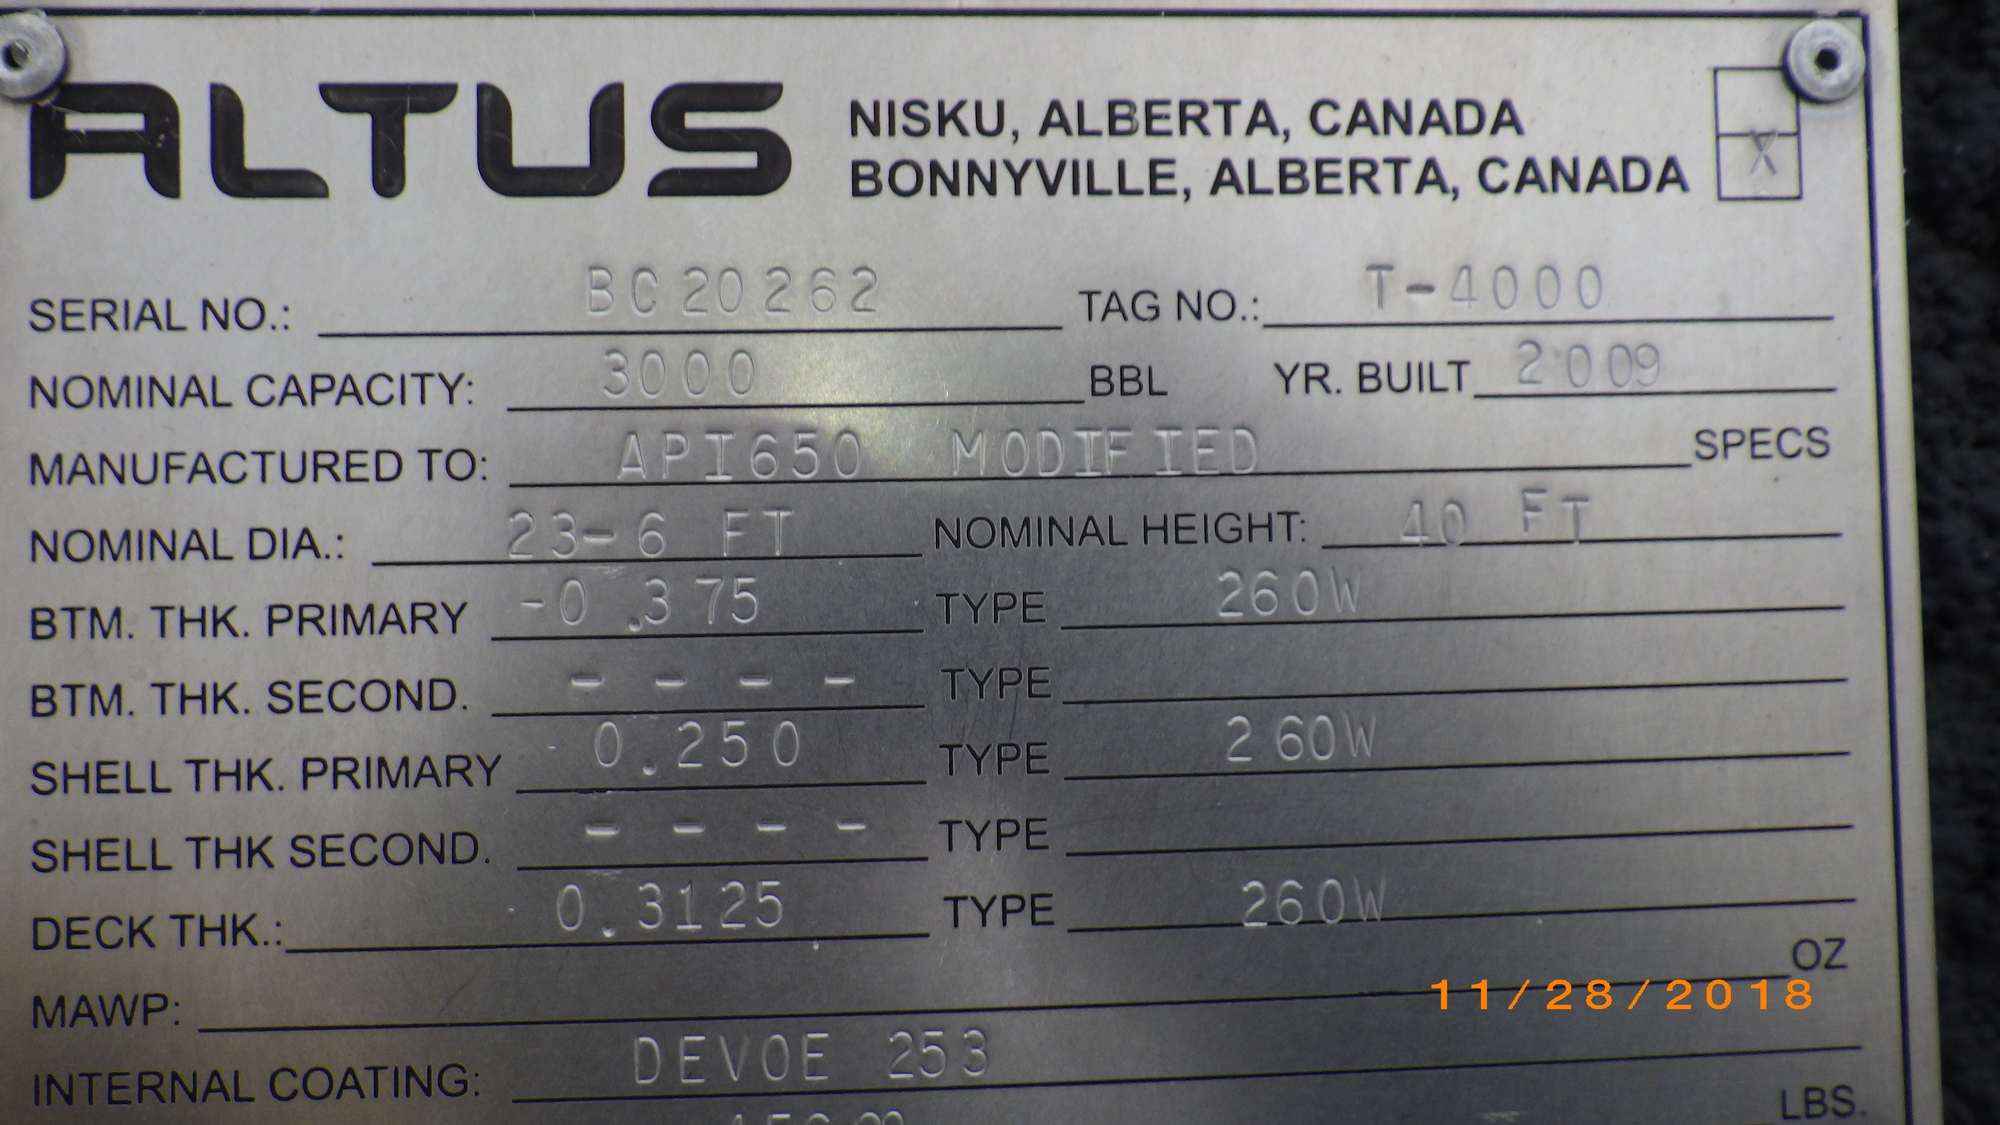 ALTUS
NISKU, ALBERTA, CANADA
BONNYVILLE, ALBERTA, CANADA X
SERIAL NO.: BC20262 TAG NO.: T-4000
NOMINAL CAPACITY: 3000 BBL YR. BUILT 2009
MANUFACTURED TO: API650 MODIFIED SPECS
NOMINAL DIA.: 23-6 FT NOMINAL HEIGHT: 40 FT
BTM. THK. PRIMARY -0.375 TYPE 260W
BTM. THK. SECOND. ---- TYPE
SHELL THK. PRIMARY 0.250 TYPE 260W
SHELL THK SECOND. ---- TYPE
DECK THK.: 0.3125 TYPE 260W
MAWP: OZ
11/28/2018
INTERNAL COATING: DEVOE 253
LBS.